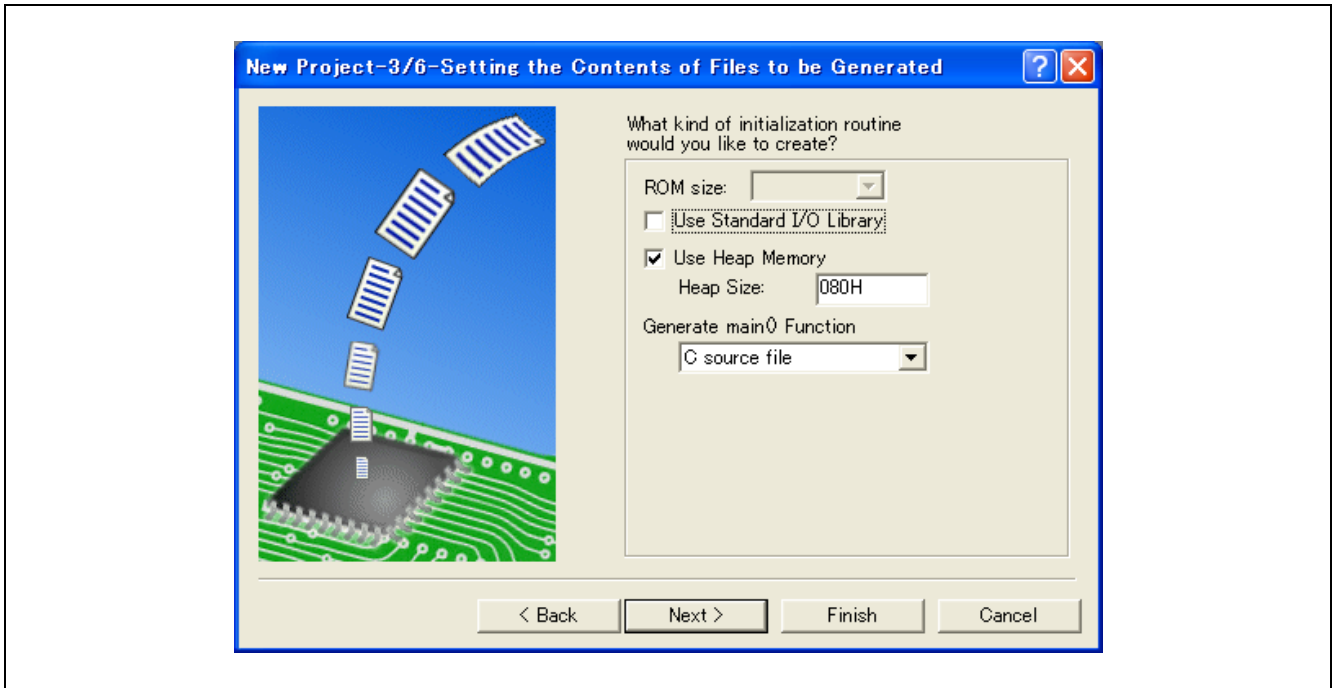 New Project-3/6-Setting the Contents of Files to be Generated
What kind of initialization routine
would you like to create?
ROM size:
Use Standard I/O Library
Use Heap Memory
Heap Size: 080H
Generate main() Function
C source file
< Back Next > Finish Cancel